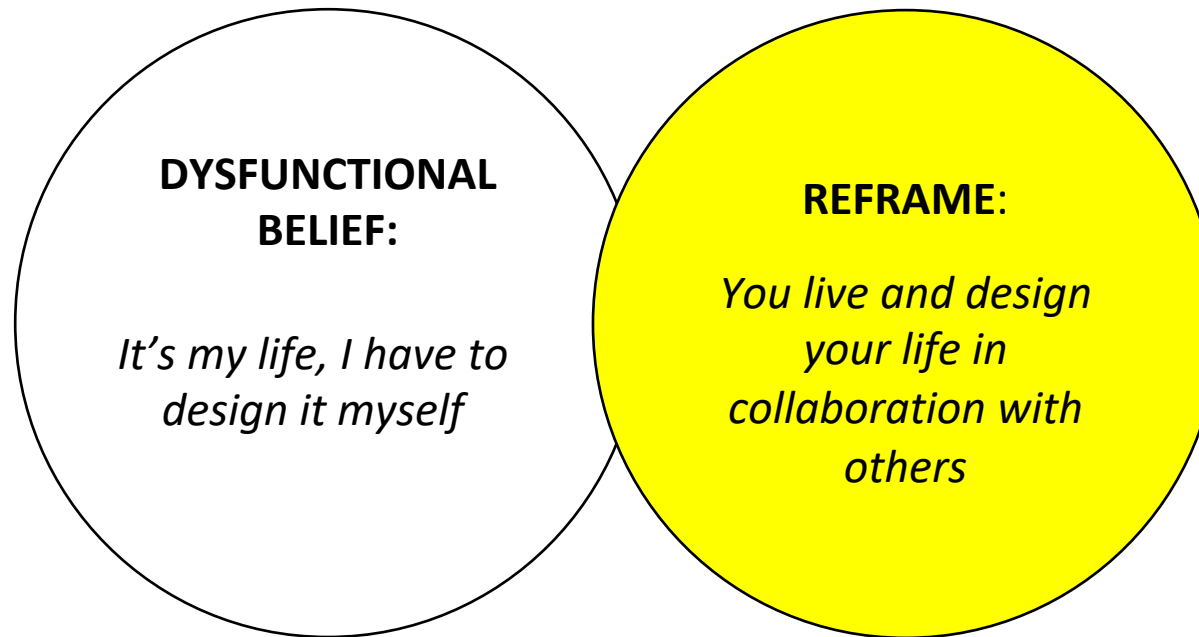 DYSFUNCTIONAL
BELIEF:
It’s my life, I have to
design it myself
REFRAME:
You live and design
your life in
collaboration with
others